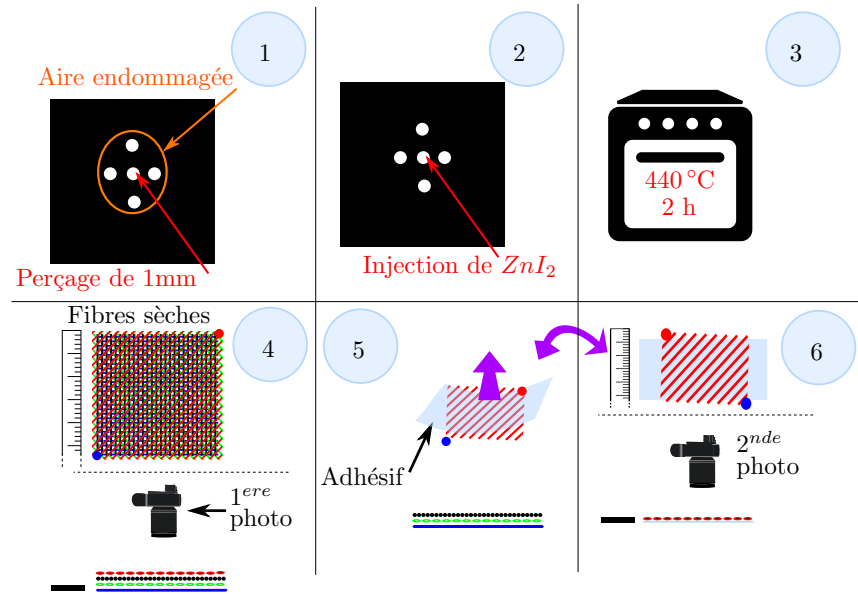 1
Aire endommagée
Perçage de 1mm
2
Injection de ZnI₂
3
440 °C
2 h
Fibres sèches
4
1ere
photo
5
Adhésif
6
2nde
photo